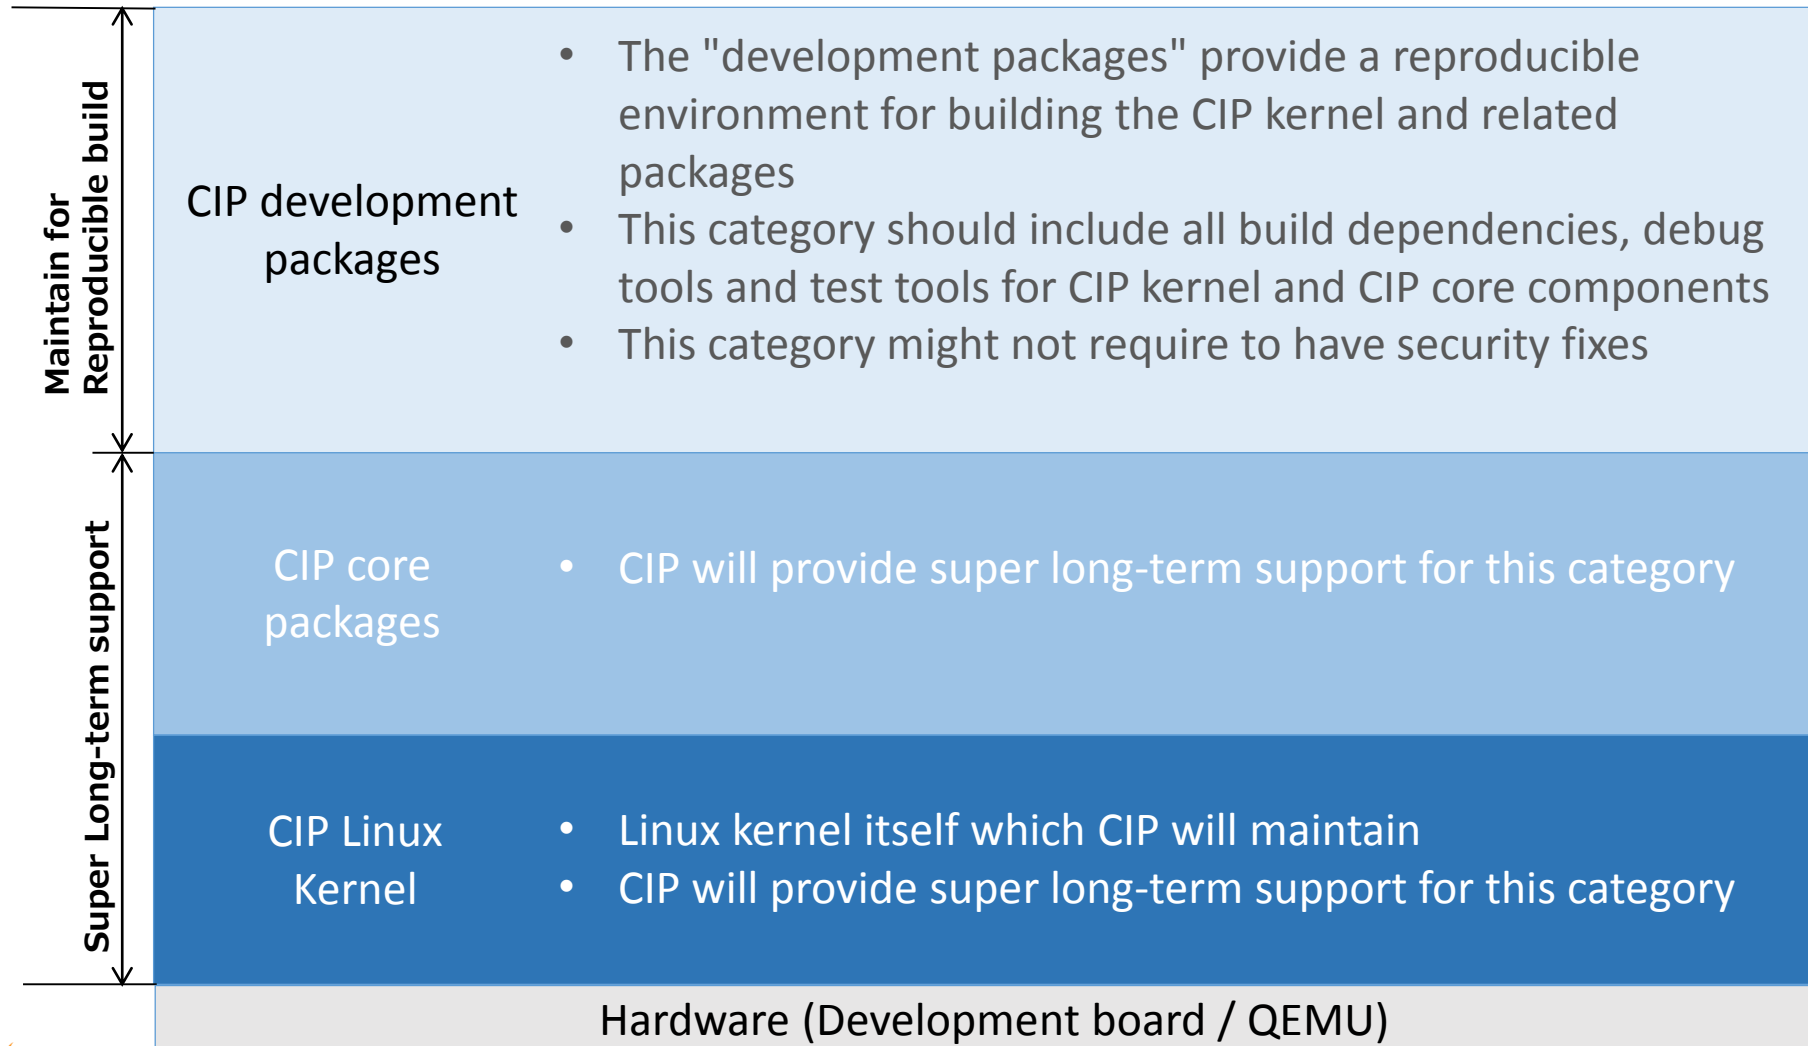 Maintain for
Reproducible build
CIP development
packages
• The "development packages" provide a reproducible
environment for building the CIP kernel and related
packages
• This category should include all build dependencies, debug
tools and test tools for CIP kernel and CIP core components
• This category might not require to have security fixes
Super Long-term support
CIP core
packages
• CIP will provide super long-term support for this category
CIP Linux
Kernel
• Linux kernel itself which CIP will maintain
• CIP will provide super long-term support for this category
Hardware (Development board / QEMU)